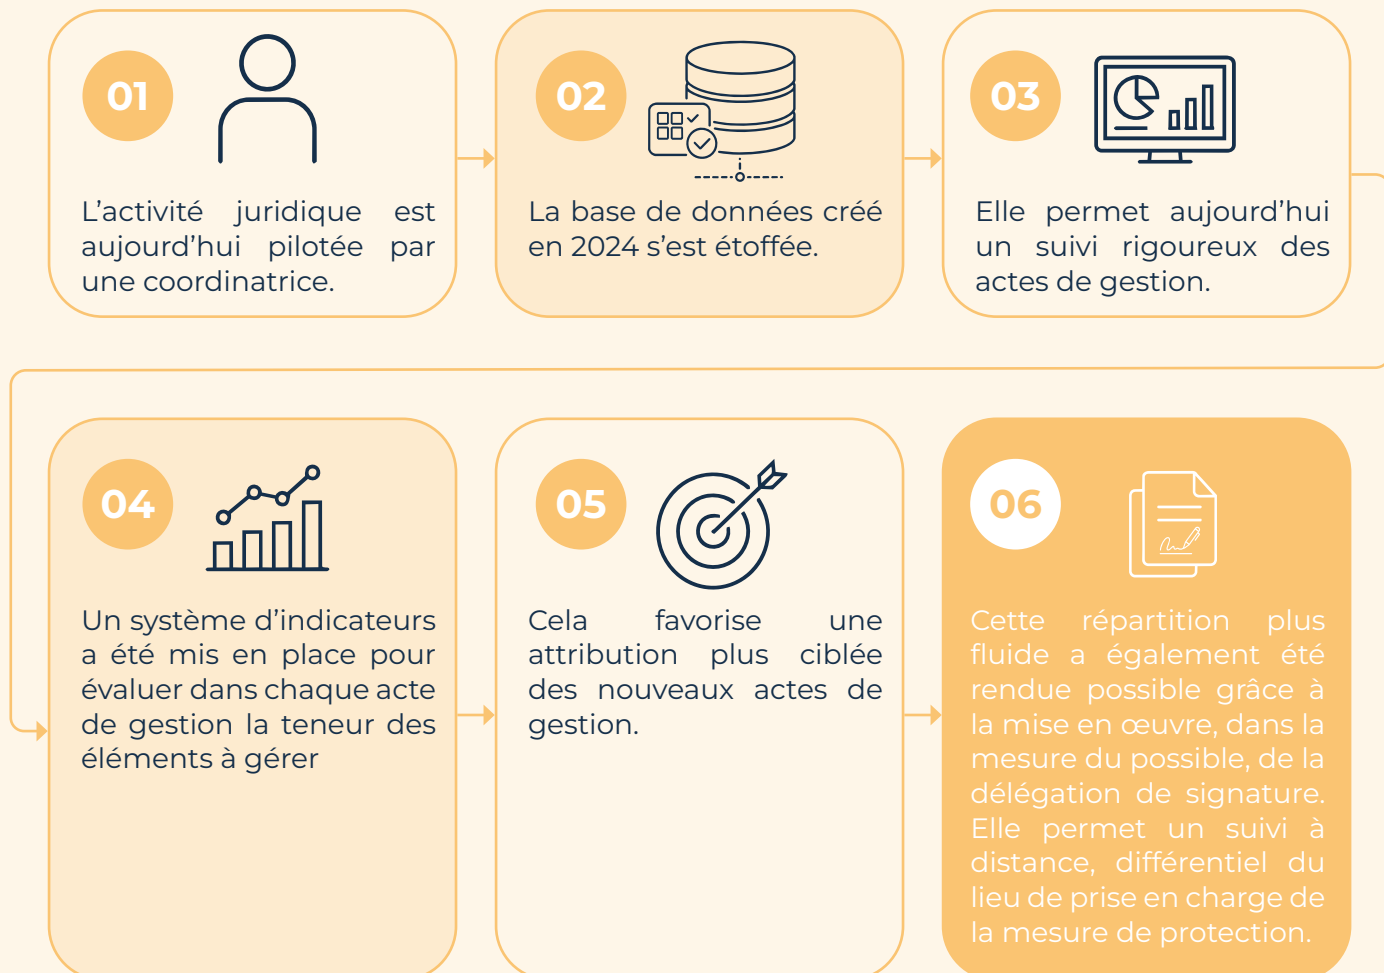 01
L’activité juridique est
aujourd’hui pilotée par
une coordinatrice.
02
La base de données créé
en 2024 s’est étoffée.
03
Elle permet aujourd’hui
un suivi rigoureux des
actes de gestion.
04
Un système d’indicateurs
a été mis en place pour
évaluer dans chaque acte
de gestion la teneur des
éléments à gérer
05
Cela favorise une
attribution plus ciblée
des nouveaux actes de
gestion.
06
Cette répartition plus
fluide a également été
rendue possible grâce à
la mise en œuvre, dans la
mesure du possible, de la
délégation de signature.
Elle permet un suivi à
distance, différentiel du
lieu de prise en charge de
la mesure de protection.